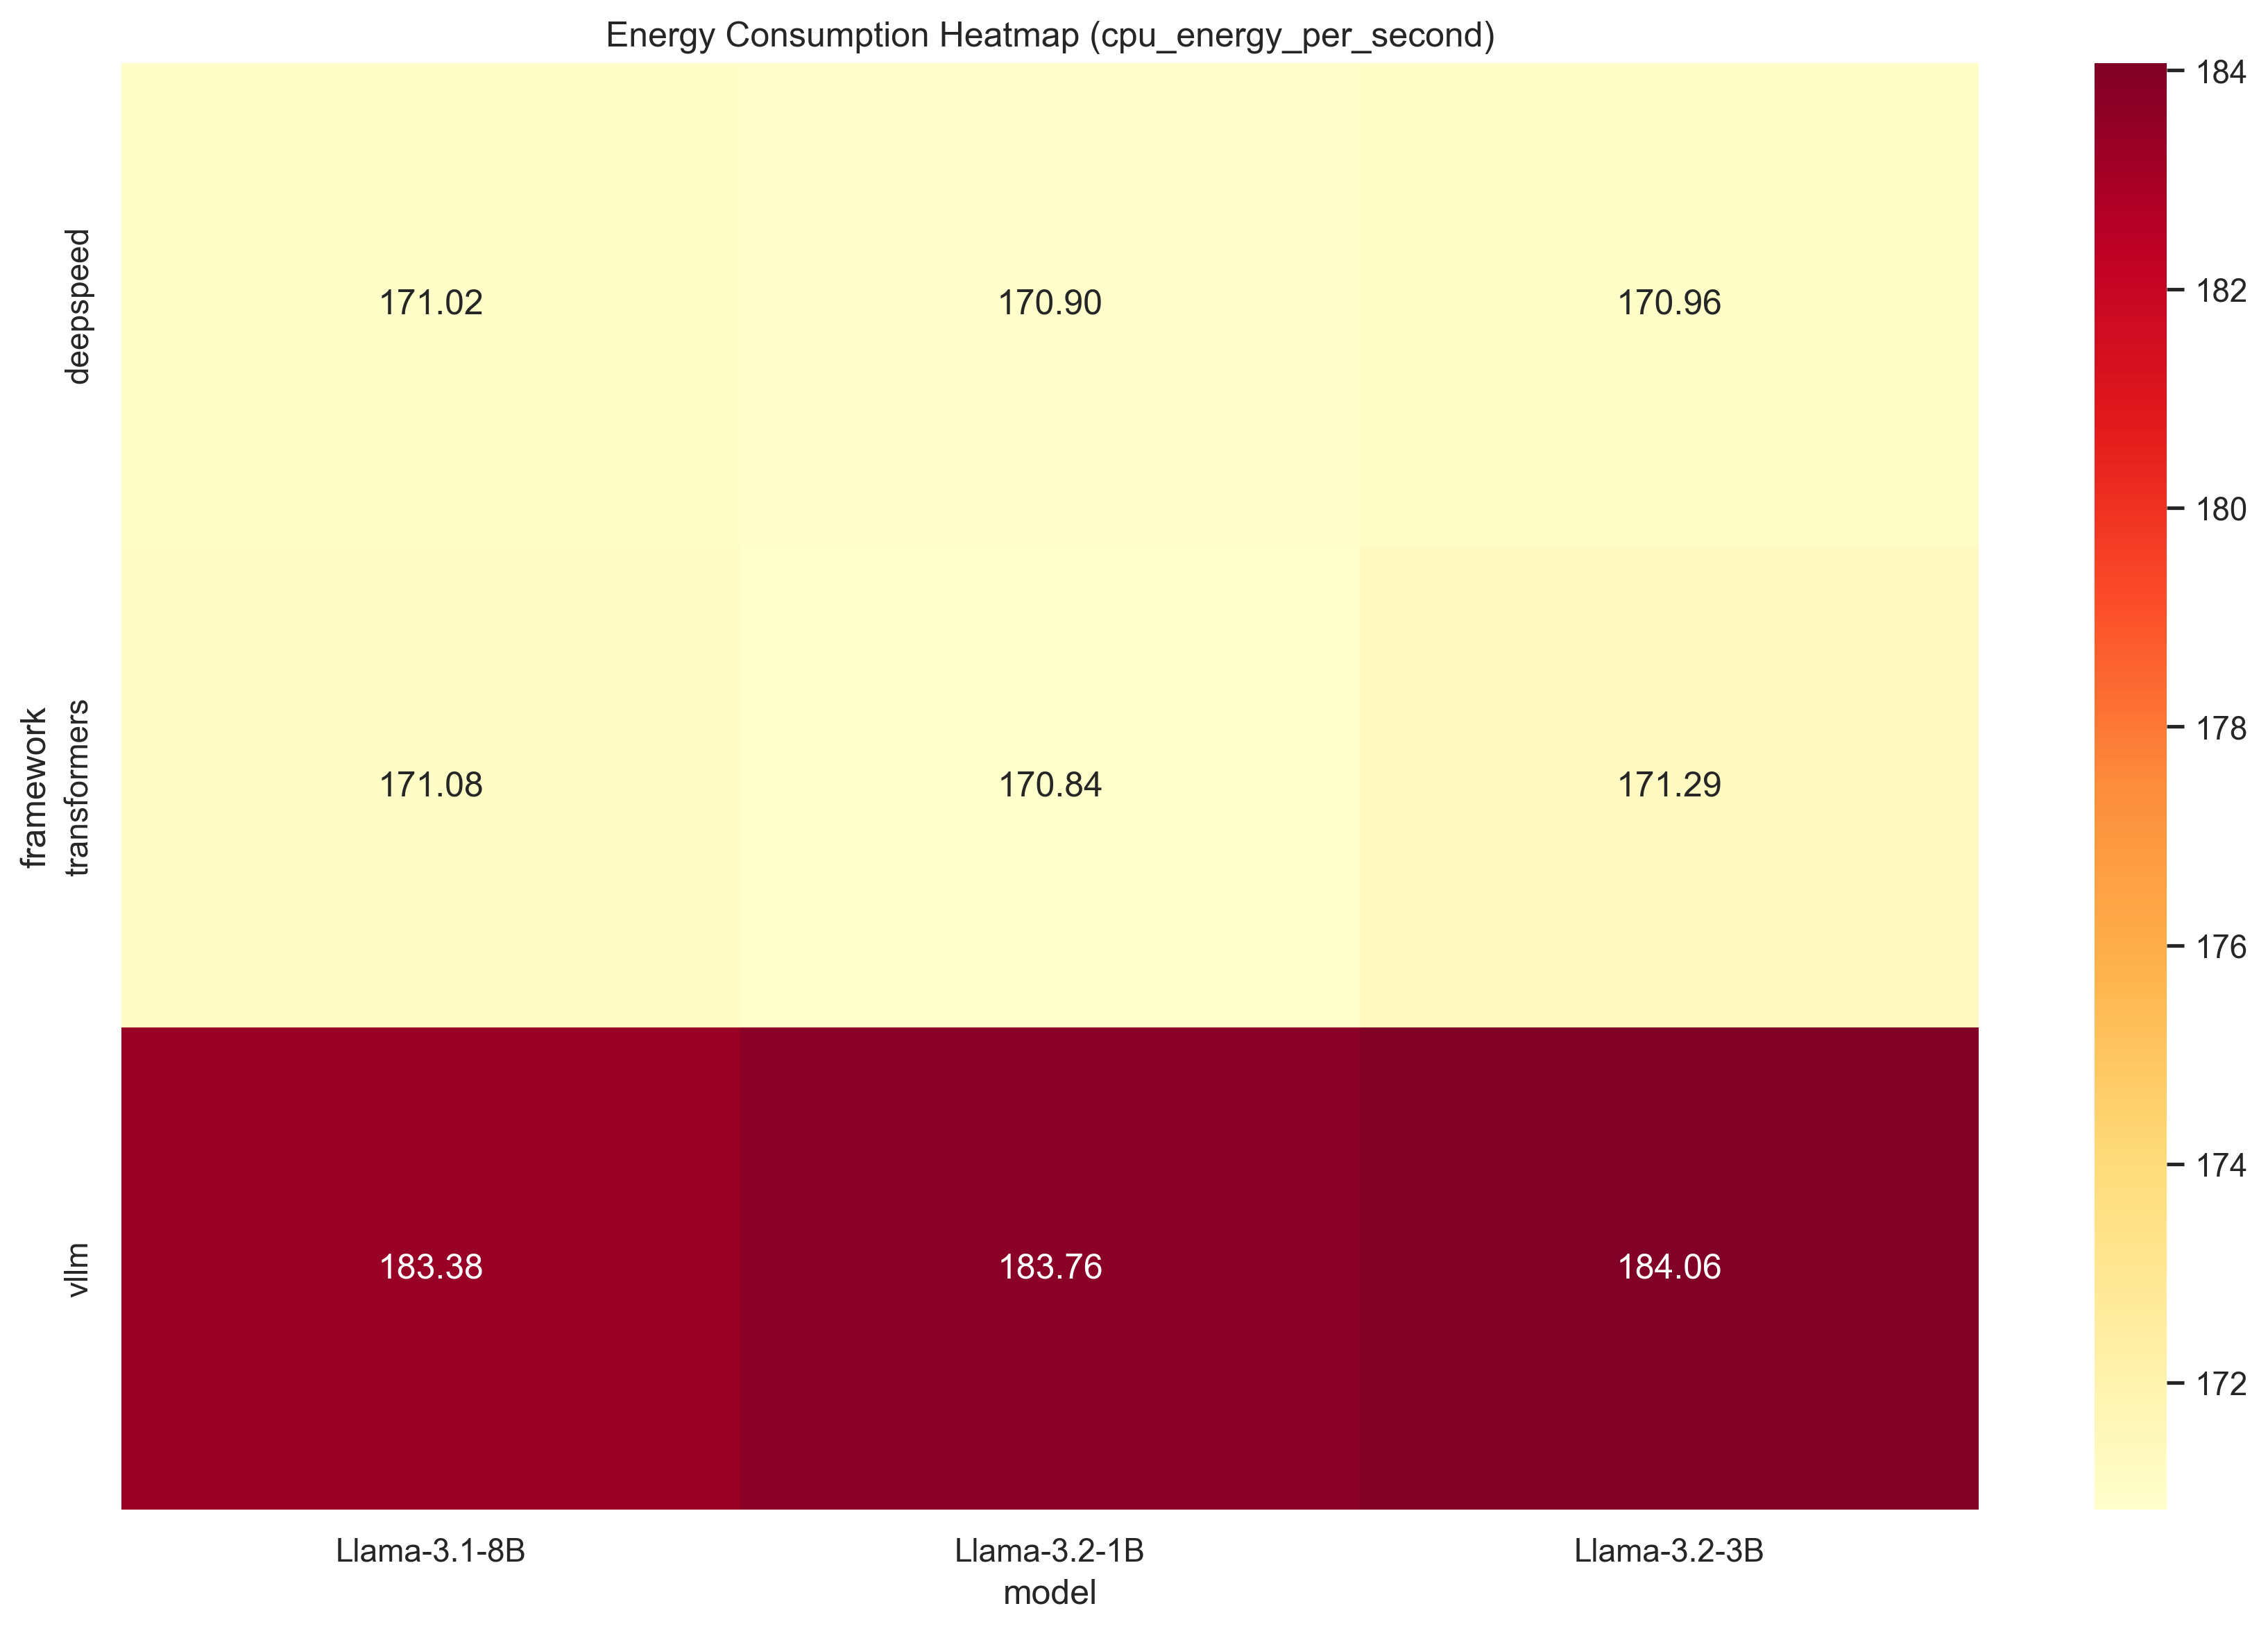 Energy Consumption Heatmap (cpu_energy_per_second)
framework
deepspeed
171.02 170.90 170.96
transformers
171.08 170.84 171.29
vllm
183.38 183.76 184.06
Llama-3.1-8B Llama-3.2-1B Llama-3.2-3B
model
184
182
180
178
176
174
172